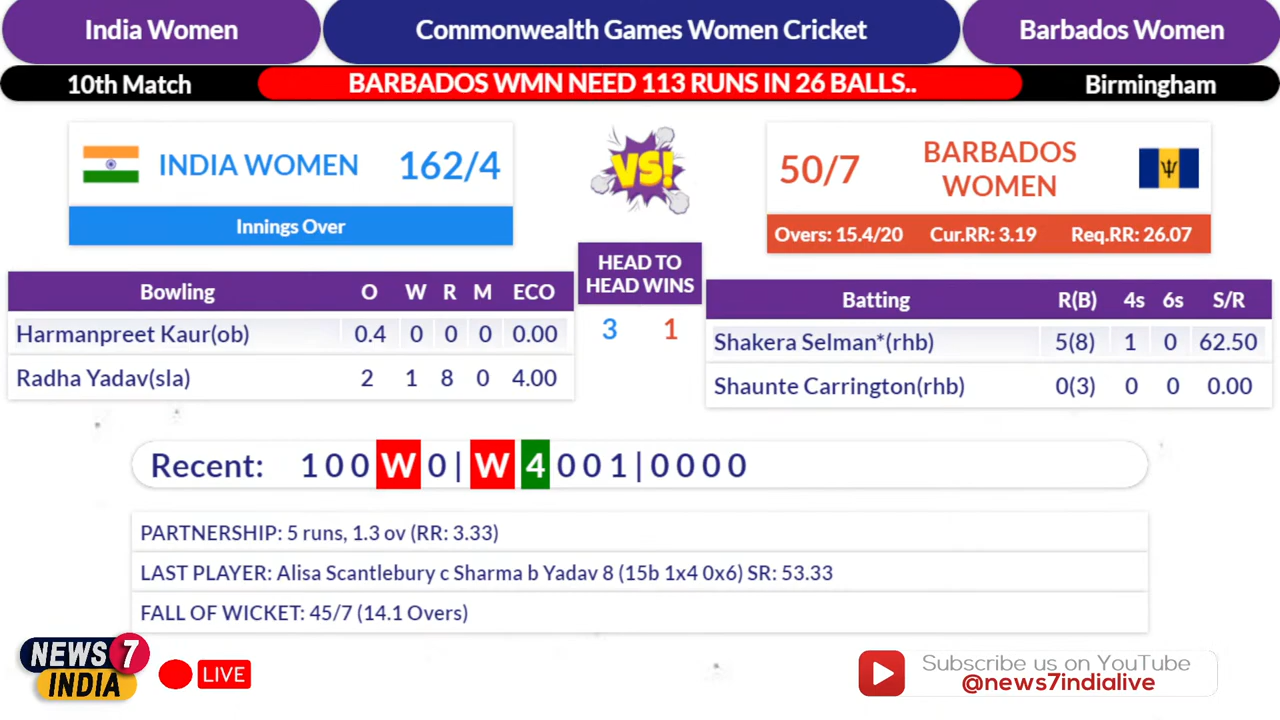 India Women
Commonwealth Games Women Cricket
Barbados Women
10th Match
BARBADOS WMN NEED 113 RUNS IN 26 BALLS..
Birmingham
INDIA WOMEN 162/4
Innings Over
VS!
50/7
BARBADOS
WOMEN
Overs: 15.4/20 Cur.RR: 3.19 Req.RR: 26.07
HEAD TO
HEAD WINS
3 1
Bowling O W R M ECO
Harmanpreet Kaur(ob) 0.4 0 0 0 0.00
Radha Yadav(sla) 2 1 8 0 4.00
Batting R(B) 4s 6s S/R
Shakera Selman*(rhb) 5(8) 1 0 62.50
Shaunte Carrington(rhb) 0(3) 0 0 0.00
Recent: 1 0 0 W 0 | W 4 0 0 1 | 0 0 0 0
PARTNERSHIP: 5 runs, 1.3 ov (RR: 3.33)
LAST PLAYER: Alisa Scantlebury c Sharma b Yadav 8 (15b 1x4 0x6) SR: 53.33
FALL OF WICKET: 45/7 (14.1 Overs)
NEWS 7
INDIA
LIVE
Subscribe us on YouTube
@news7indialive